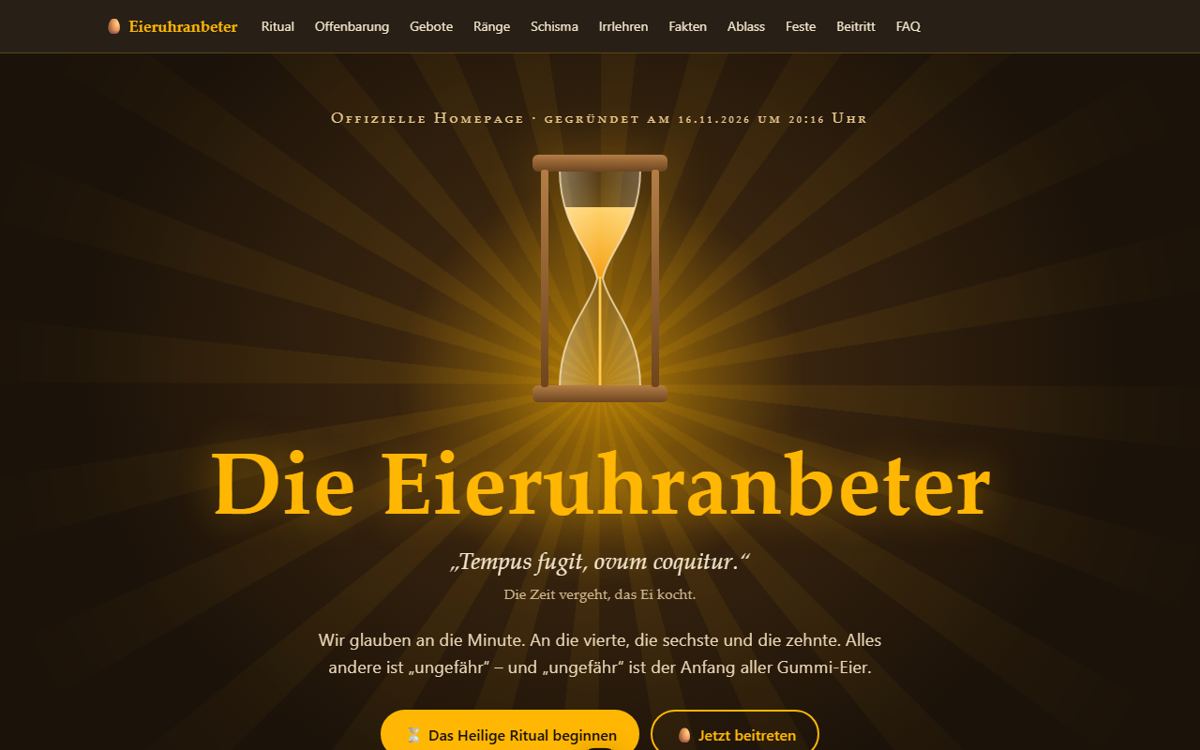 Eieruhranbeter Ritual Offenbarung Gebote Ränge Schisma Irrlehren Fakten Ablass Feste Beitritt FAQ
Offizielle Homepage · gegründet am 16.11.2026 um 20:16 Uhr
Die Eieruhranbeter
„Tempus fugit, ovum coquitur.“
Die Zeit vergeht, das Ei kocht.
Wir glauben an die Minute. An die vierte, die sechste und die zehnte. Alles
andere ist „ungefähr“ – und „ungefähr“ ist der Anfang aller Gummi-Eier.
Das Heilige Ritual beginnen Jetzt beitreten